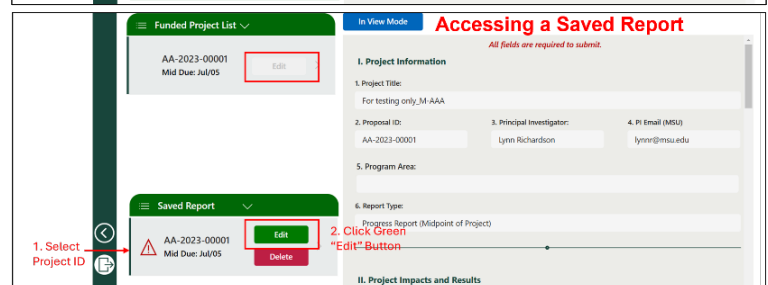 Funded Project List
In View Mode
Accessing a Saved Report
All fields are required to submit.
AA-2023-00001
Mid Due: Jul/05
Edit
I. Project Information
1. Project Title:
For testing only_M-AAA
2. Proposal ID:
3. Principal Investigator:
4. PI Email (MSU)
AA-2023-00001
Lynn Richardson
lynnr@msu.edu
5. Program Area:
6. Report Type:
Progress Report (Midpoint of Project)
Saved Report
AA-2023-00001
Mid Due: Jul/05
Edit
Delete
1. Select
Project ID
2. Click Green
“Edit” Button
II. Project Impacts and Results